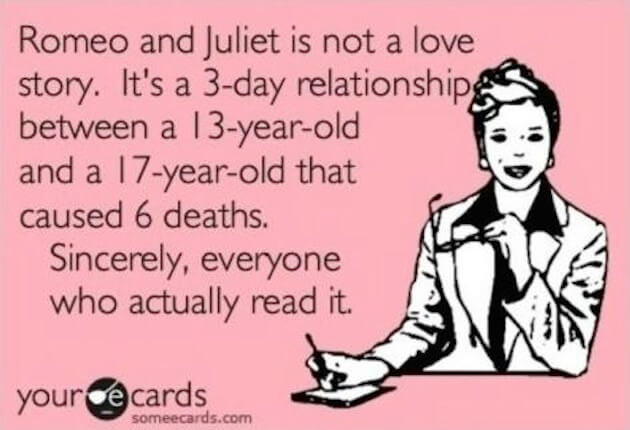 Romeo and Juliet is not a love
story. It's a 3-day relationship
between a 13-year-old
and a 17-year-old that
caused 6 deaths.
Sincerely, everyone
who actually read it.
your e cards
someecards.com